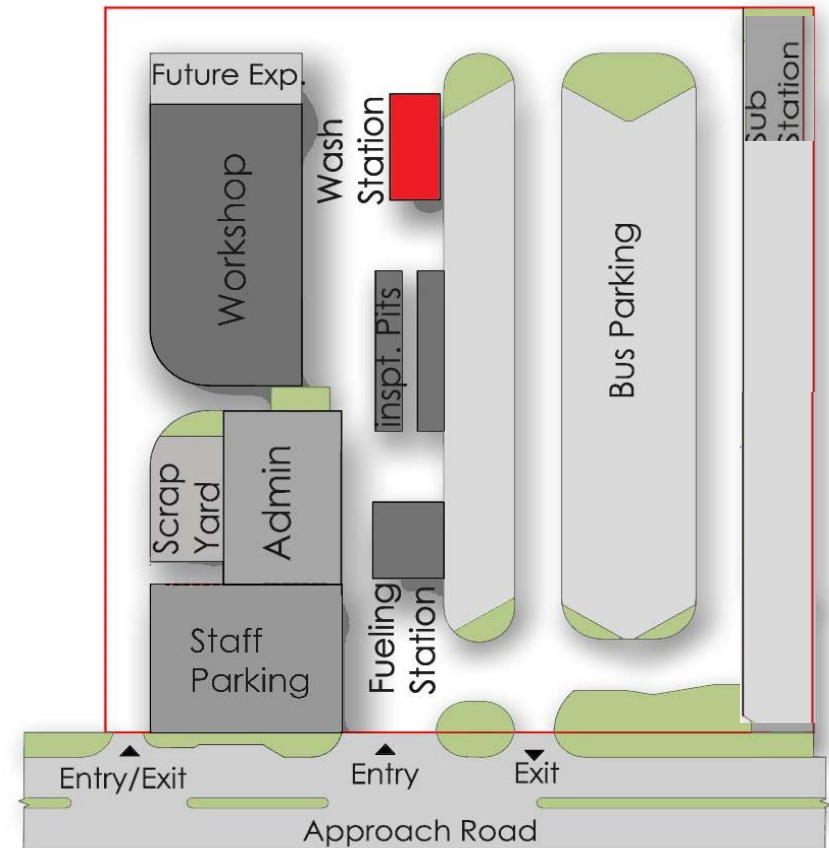 Future Exp.
Wash
Station
Sub
Station
Workshop
Bus Parking
inspt. Pits
Scrap
Yard
Admin
Staff
Parking
Fueling
Station
Entry/Exit
Entry
Exit
Approach Road